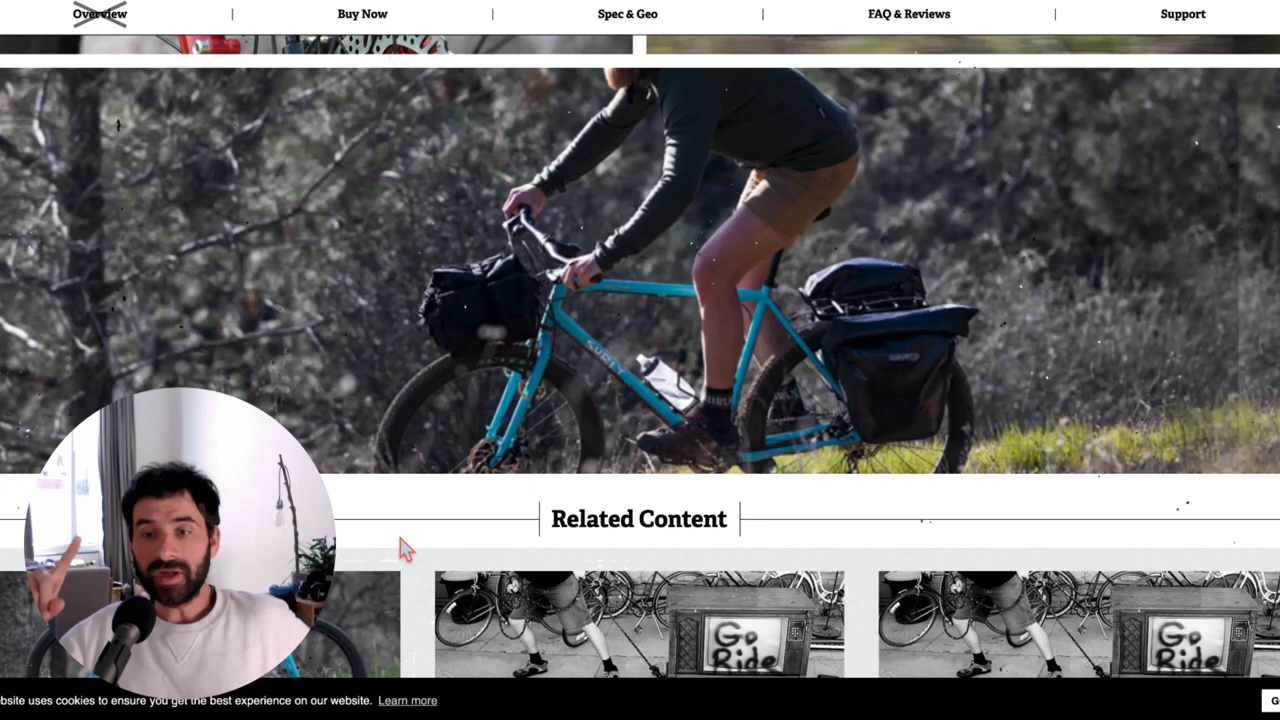 Overview | Buy Now | Spec & Geo | FAQ & Reviews | Support
SURLY
Related Content
Go
Ride
Go
Ride
bsite uses cookies to ensure you get the best experience on our website. Learn more
G